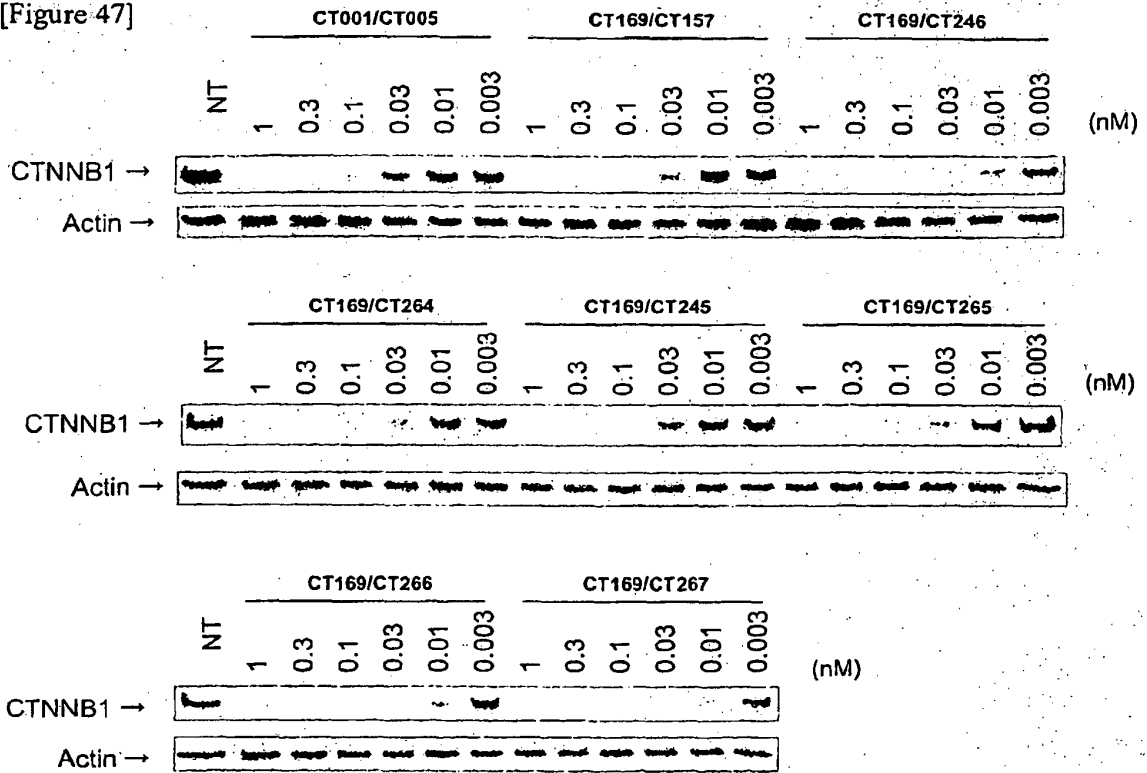 [Figure 47]
CT001/CT005 CT169/CT157 CT169/CT246
NT 1 0.3 0.1 0.03 0.01 0.003 1 0.3 0.1 0.03 0.01 0.003 1 0.3 0.1 0.03 0.01 0.003 (nM)
CTNNB1 →
Actin →
CT169/CT264 CT169/CT245 CT169/CT265
NT 1 0.3 0.1 0.03 0.01 0.003 1 0.3 0.1 0.03 0.01 0.003 1 0.3 0.1 0.03 0.01 0.003 (nM)
CTNNB1 →
Actin →
CT169/CT266 CT169/CT267
NT 1 0.3 0.1 0.03 0.01 0.003 1 0.3 0.1 0.03 0.01 0.003 (nM)
CTNNB1 →
Actin →